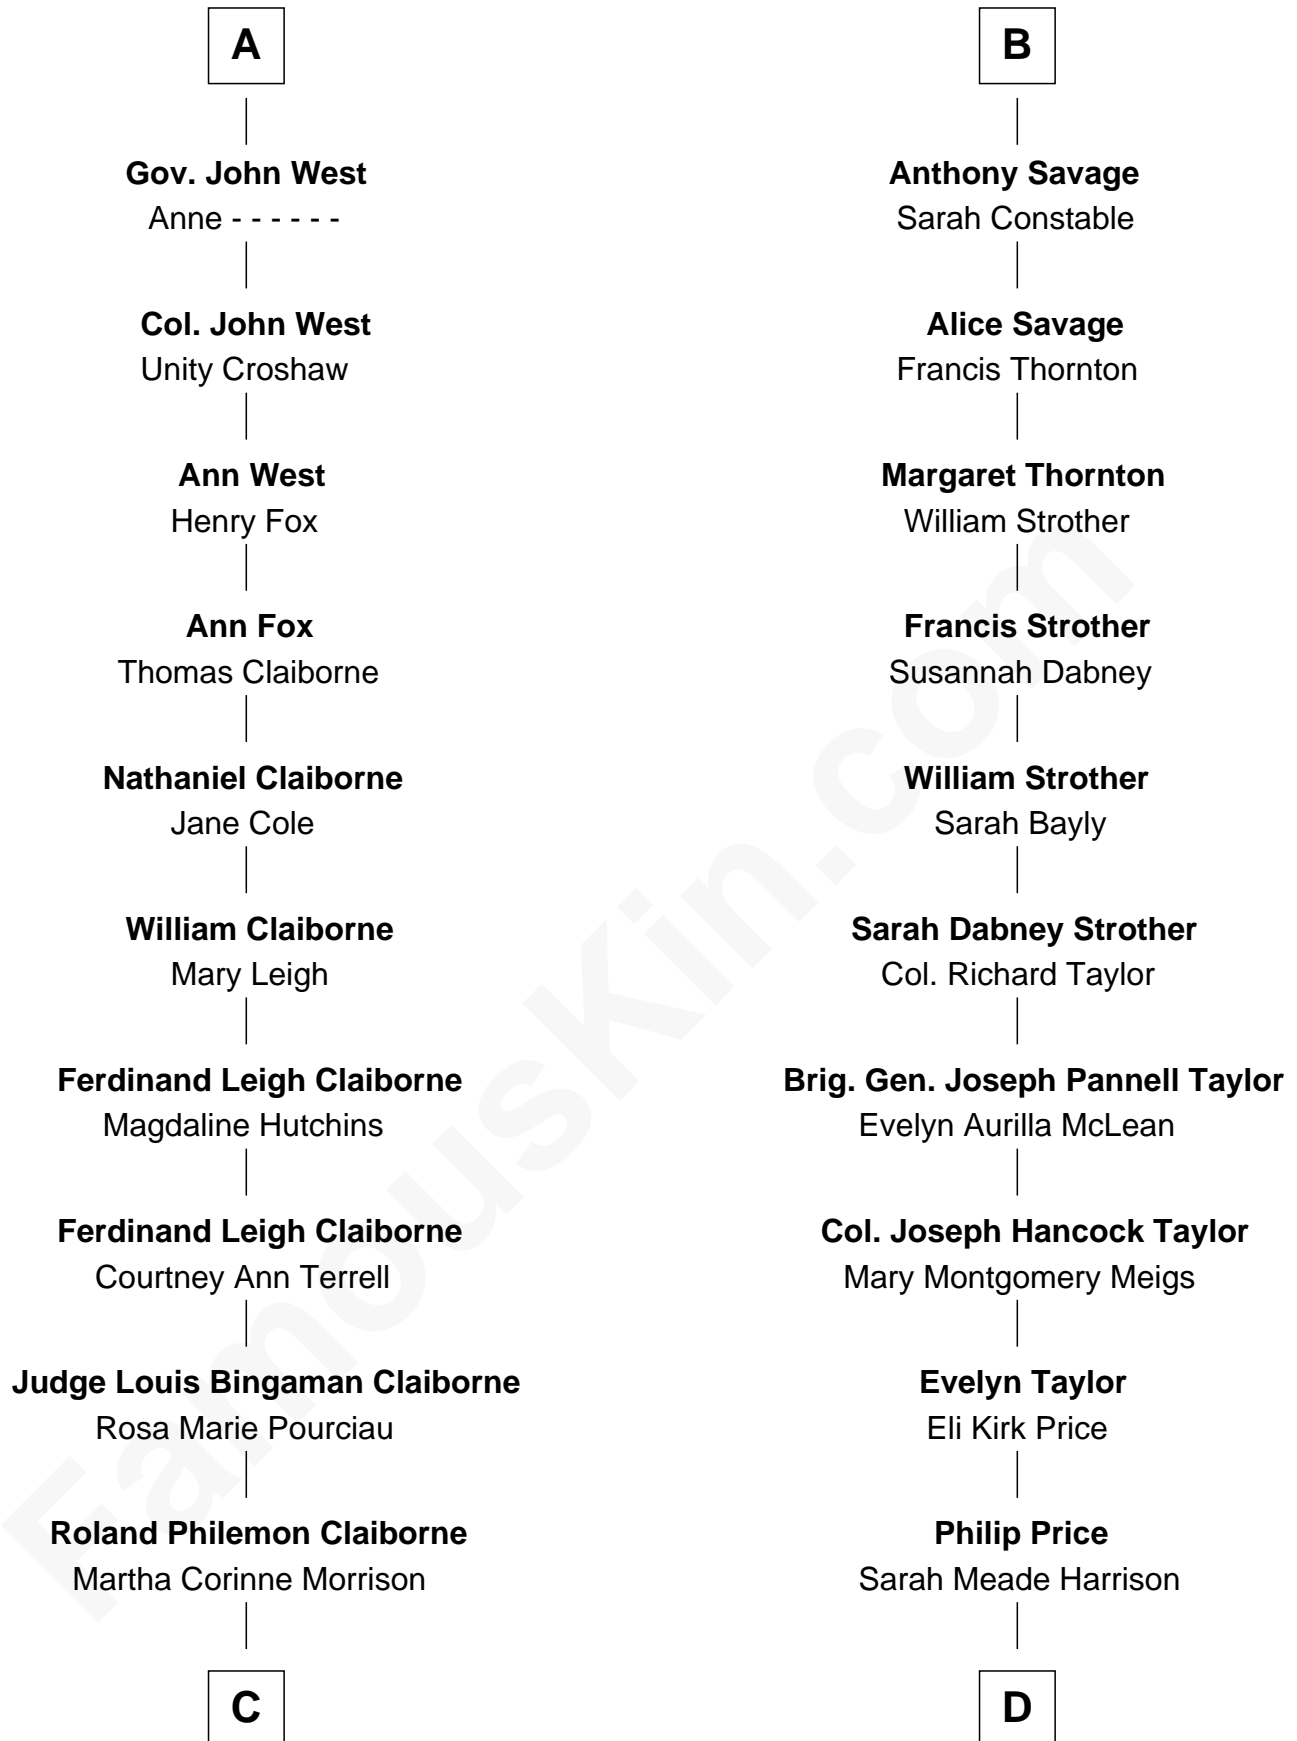 A
Gov. John West
Anne - - - - - -
Col. John West
Unity Croshaw
Ann West
Henry Fox
Ann Fox
Thomas Claiborne
Nathaniel Claiborne
Jane Cole
William Claiborne
Mary Leigh
Ferdinand Leigh Claiborne
Magdaline Hutchins
Ferdinand Leigh Claiborne
Courtney Ann Terrell
Judge Louis Bingaman Claiborne
Rosa Marie Pourciau
Roland Philemon Claiborne
Martha Corinne Morrison
C
B
Anthony Savage
Sarah Constable
Alice Savage
Francis Thornton
Margaret Thornton
William Strother
Francis Strother
Susannah Dabney
William Strother
Sarah Bayly
Sarah Dabney Strother
Col. Richard Taylor
Brig. Gen. Joseph Pannell Taylor
Evelyn Aurilla McLean
Col. Joseph Hancock Taylor
Mary Montgomery Meigs
Evelyn Taylor
Eli Kirk Price
Philip Price
Sarah Meade Harrison
D
FamousKin.com